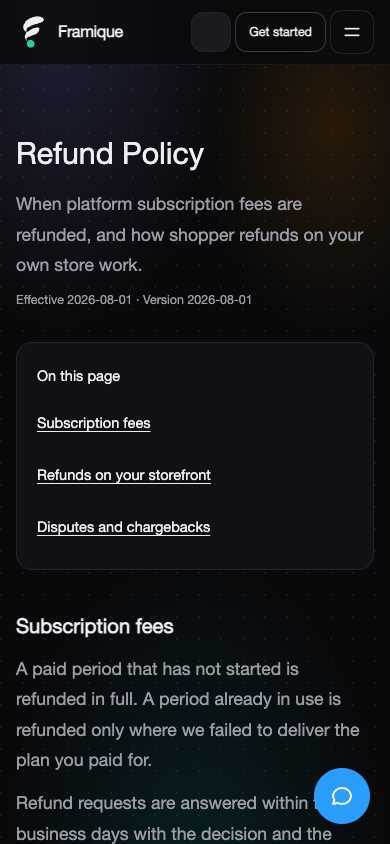 Framique
Get started
Refund Policy
When platform subscription fees are
refunded, and how shopper refunds on your
own store work.
Effective 2026-08-01 · Version 2026-08-01
On this page
Subscription fees
Refunds on your storefront
Disputes and chargebacks
Subscription fees
A paid period that has not started is
refunded in full. A period already in use is
refunded only where we failed to deliver the
plan you paid for.
Refund requests are answered within
business days with the decision and the